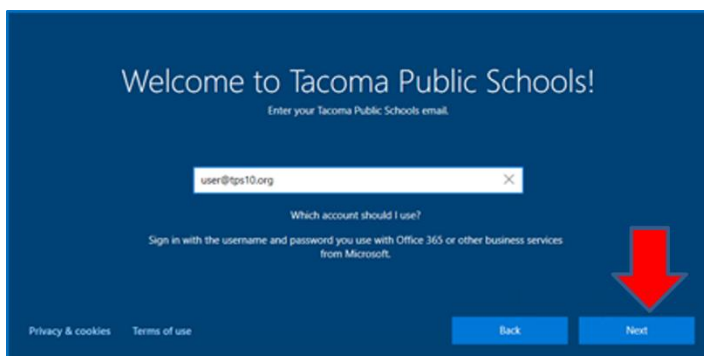 Welcome to Tacoma Public Schools!
Enter your Tacoma Public Schools email.
user@tps10.org
Which account should I use?
Sign in with the username and password you use with Office 365 or other business services
from Microsoft.
Privacy & cookies Terms of use Back Next